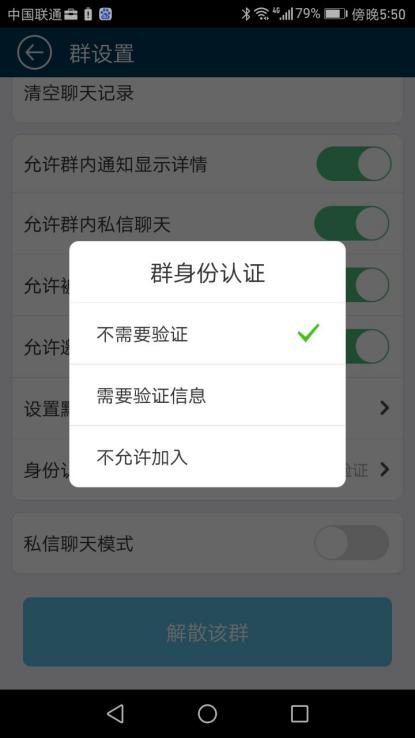 中国联通 4G 79% 傍晚5:50
群设置
清空聊天记录
允许群内通知显示详情
允许群内私信聊天
群身份认证
允许
不需要验证
允许
需要验证信息
设置
不允许加入
身份
验证
私信聊天模式
解散该群